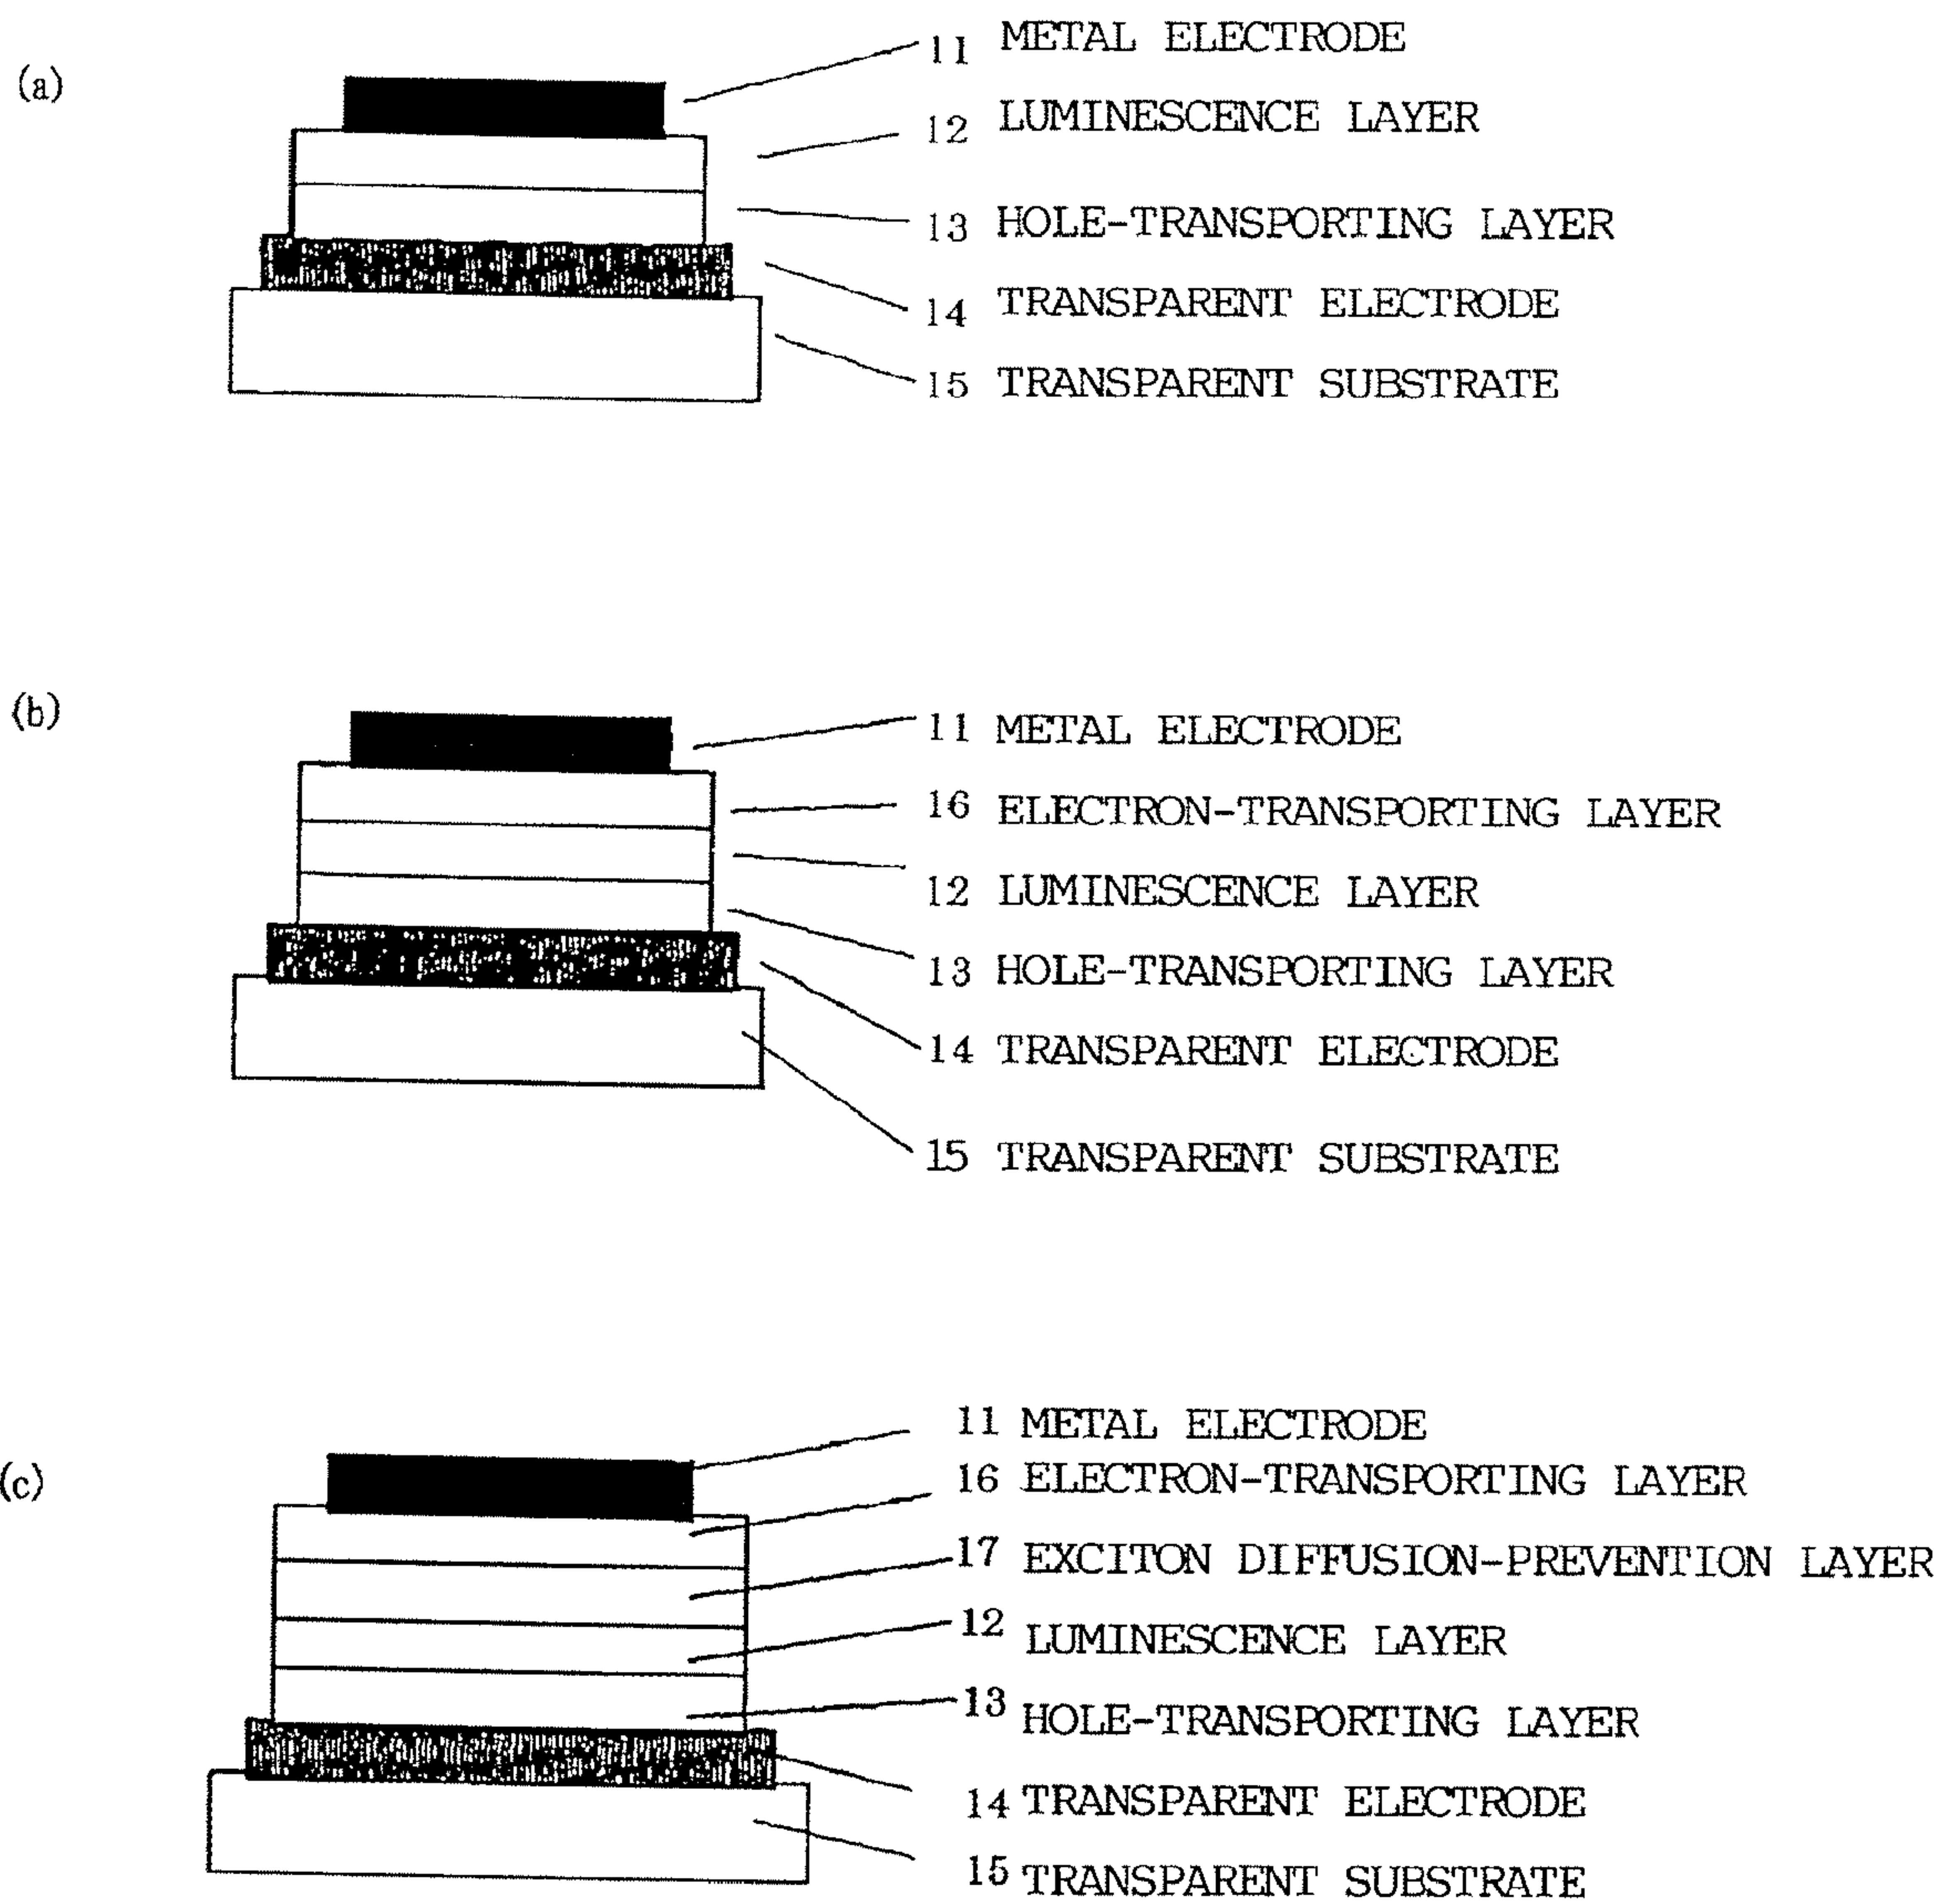 (a)
11 METAL ELECTRODE
12 LUMINESCENCE LAYER
13 HOLE-TRANSPORTING LAYER
14 TRANSPARENT ELECTRODE
15 TRANSPARENT SUBSTRATE
(b)
11 METAL ELECTRODE
16 ELECTRON-TRANSPORTING LAYER
12 LUMINESCENCE LAYER
13 HOLE-TRANSPORTING LAYER
14 TRANSPARENT ELECTRODE
15 TRANSPARENT SUBSTRATE
(c)
11 METAL ELECTRODE
16 ELECTRON-TRANSPORTING LAYER
17 EXCITON DIFFUSION-PREVENTION LAYER
12 LUMINESCENCE LAYER
13 HOLE-TRANSPORTING LAYER
14 TRANSPARENT ELECTRODE
15 TRANSPARENT SUBSTRATE